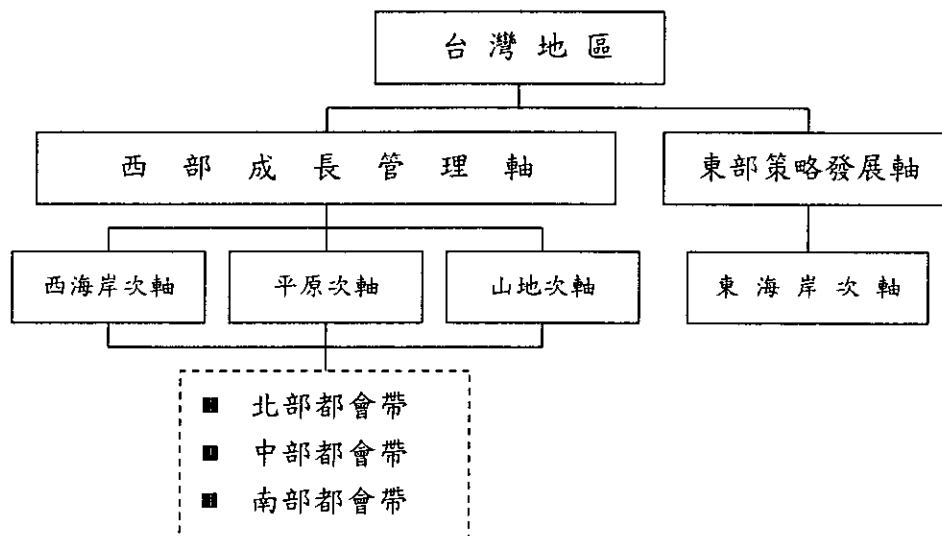 台灣地區
西部成長管理軸
東部策略發展軸
西海岸次軸
平原次軸
山地次軸
東海岸次軸
■ 北部都會帶
■ 中部都會帶
■ 南部都會帶